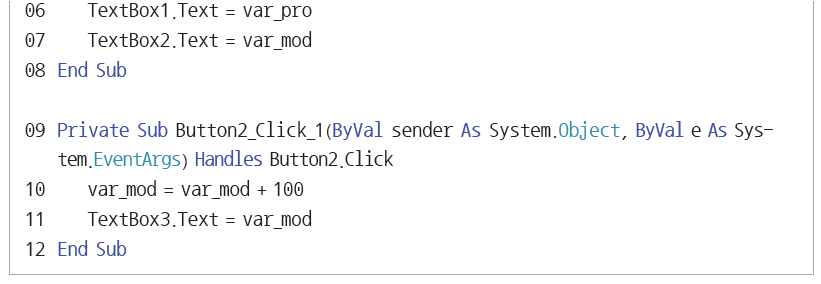 06 TextBox1.Text = var_pro
07 TextBox2.Text = var_mod
08 End Sub
09 Private Sub Button2_Click_1(ByVal sender As System.Object, ByVal e As Sys-
tem.EventArgs) Handles Button2.Click
10 var_mod = var_mod + 100
11 TextBox3.Text = var_mod
12 End Sub